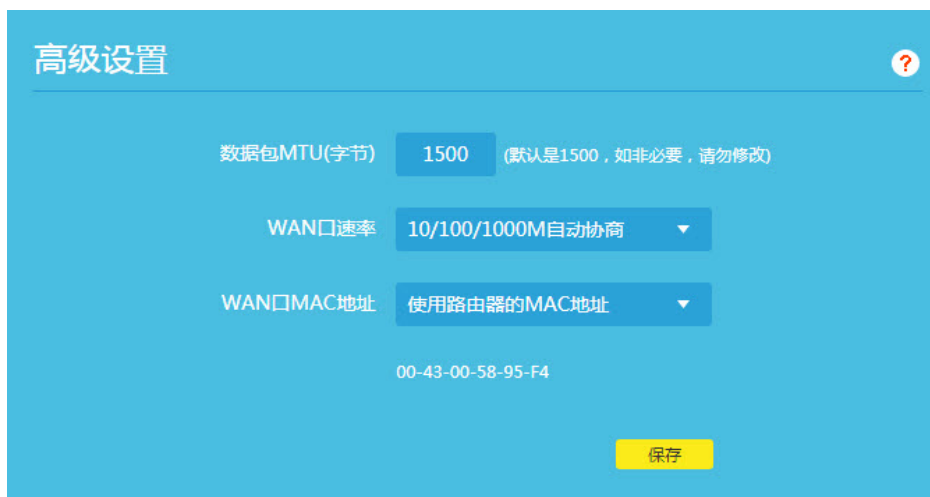 高级设置
?
数据包MTU(字节) 1500 (默认是1500，如非必要，请勿修改)
WAN口速率 10/100/1000M自动协商
WAN口MAC地址 使用路由器的MAC地址
00-43-00-58-95-F4
保存